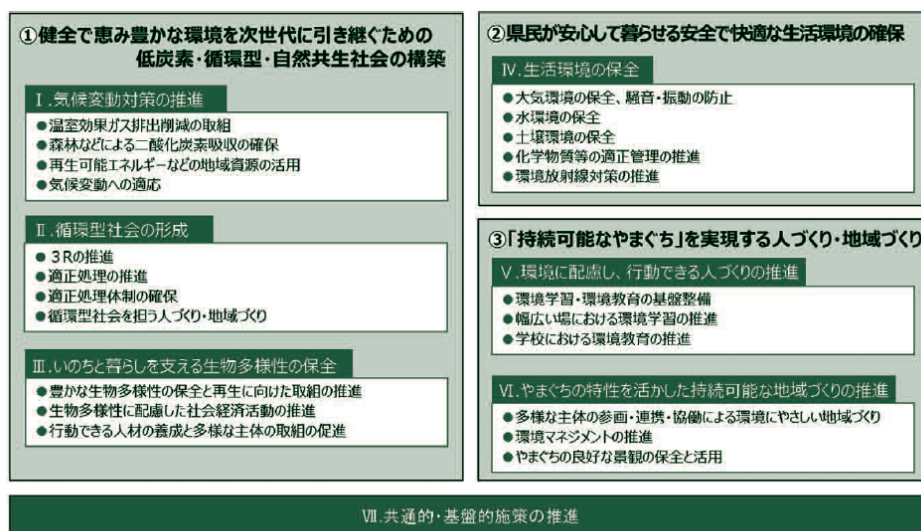 ①健全で恵み豊かな環境を次世代に引き継ぐための
低炭素・循環型・自然共生社会の構築
Ⅰ.気候変動対策の推進
●温室効果ガス排出削減の取組
●森林などによる二酸化炭素吸収の確保
●再生可能エネルギーなどの地域資源の活用
●気候変動への適応
Ⅱ.循環型社会の形成
●3Rの推進
●適正処理の推進
●適正処理体制の確保
●循環型社会を担う人づくり・地域づくり
Ⅲ.いのちと暮らしを支える生物多様性の保全
●豊かな生物多様性の保全と再生に向けた取組の推進
●生物多様性に配慮した社会経済活動の推進
●行動できる人材の養成と多様な主体の取組の促進
②県民が安心して暮らせる安全で快適な生活環境の確保
Ⅳ.生活環境の保全
●大気環境の保全、騒音・振動の防止
●水環境の保全
●土壌環境の保全
●化学物質等の適正管理の推進
●環境放射線対策の推進
③「持続可能なやまぐち」を実現する人づくり・地域づくり
Ⅴ.環境に配慮し、行動できる人づくりの推進
●環境学習・環境教育の基盤整備
●幅広い場における環境学習の推進
●学校における環境教育の推進
Ⅵ.やまぐちの特性を活かした持続可能な地域づくりの推進
●多様な主体の参画・連携・協働による環境にやさしい地域づくり
●環境マネジメントの推進
●やまぐちの良好な景観の保全と活用
Ⅶ.共通的・基盤的施策の推進